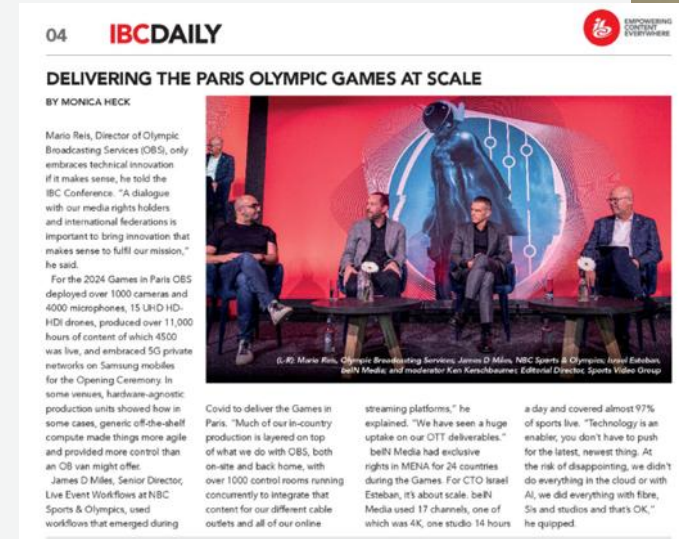 04
IBCDAILY
EMPOWERING
CONTENT
EVERYWHERE
DELIVERING THE PARIS OLYMPIC GAMES AT SCALE
BY MONICA HECK
Mario Reis, Director of Olympic
Broadcasting Services (OBS), only
embraces technical innovation
if it makes sense, he told the
IBC Conference. "A dialogue
with our media rights holders
and international federations is
important to bring innovation that
makes sense to fulfil our mission,"
he said.
For the 2024 Games in Paris OBS
deployed over 1000 cameras and
4000 microphones, 15 UHD HD-
HDI drones, produced over 11,000
hours of content of which 4500
was live, and embraced 5G private
networks on Samsung mobiles
for the Opening Ceremony. In
some venues, hardware-agnostic
production units showed how in
some cases, generic off-the-shelf
compute made things more agile
and provided more control than
an OB van might offer.
James D Miles, Senior Director,
Live Event Workflows at NBC
Sports & Olympics, used
workflows that emerged during
(L-R): Mario Reis, Olympic Broadcasting Services; James D Miles, NBC Sports & Olympics; Israel Esteban,
beIN Media; and moderator Ken Kerschbaumer, Editorial Director, Sports Video Group
Covid to deliver the Games in
Paris. "Much of our in-country
production is layered on top
of what we do with OBS, both
on-site and back home, with
over 1000 control rooms running
concurrently to integrate that
content for our different cable
outlets and all of our online
streaming platforms," he
explained. "We have seen a huge
uptake on our OTT deliverables."
beIN Media had exclusive
rights in MENA for 24 countries
during the Games. For CTO Israel
Esteban, it's about scale. beIN
Media used 17 channels, one of
which was 4K, one studio 14 hours
a day and covered almost 97%
of sports live. "Technology is an
enabler, you don't have to push
for the latest, newest thing. At
the risk of disappointing, we didn't
do everything in the cloud or with
AI, we did everything with fibre,
Sis and studios and that's OK,"
he quipped.